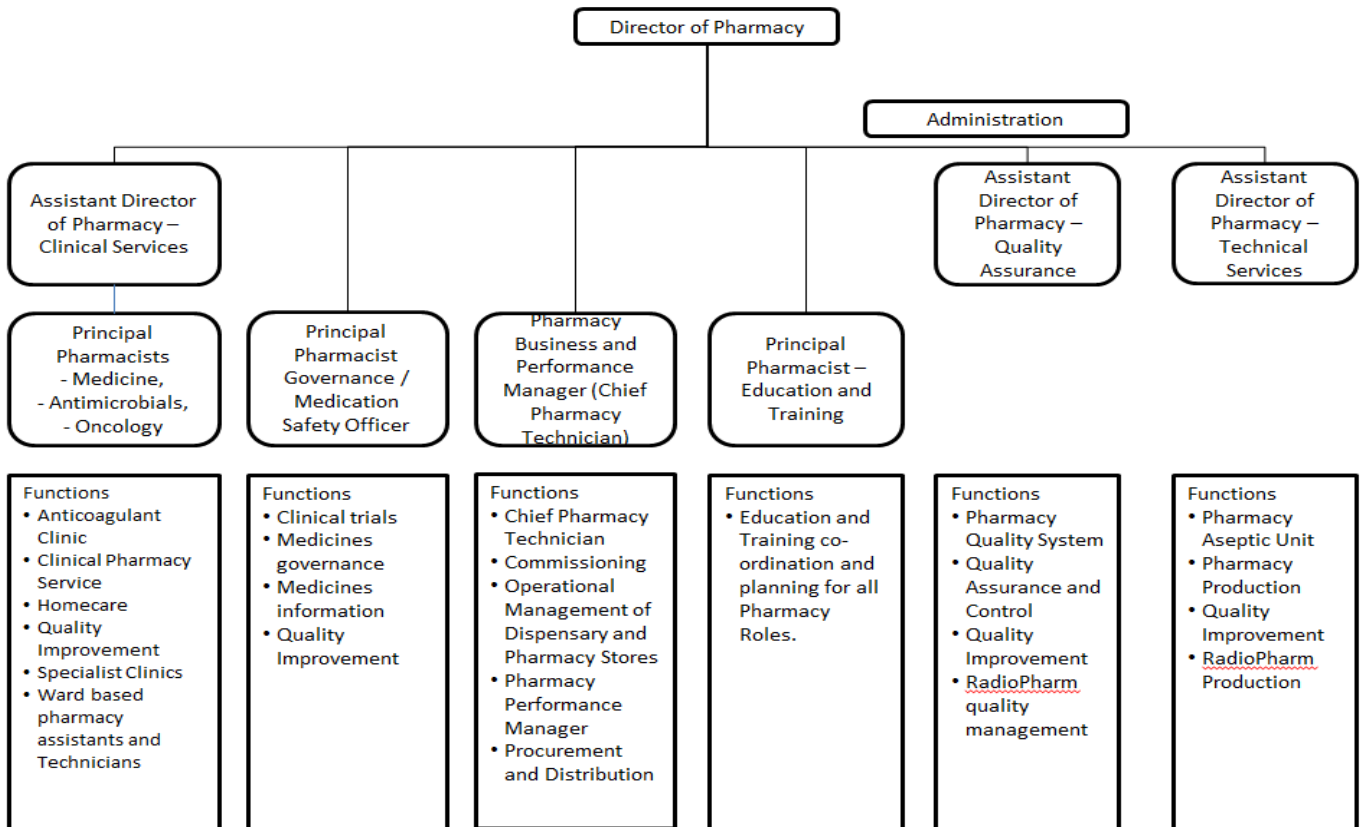 Director of Pharmacy
Administration
Assistant Director
of Pharmacy –
Clinical Services
Assistant
Director of
Pharmacy –
Quality
Assurance
Assistant
Director of
Pharmacy –
Technical
Services
Principal
Pharmacists
- Medicine,
- Antimicrobials,
- Oncology
Principal
Pharmacist
Governance /
Medication
Safety Officer
Pharmacy
Business and
Performance
Manager (Chief
Pharmacy
Technician)
Principal
Pharmacist –
Education and
Training
Functions
• Anticoagulant
Clinic
• Clinical Pharmacy
Service
• Homecare
• Quality
Improvement
• Specialist Clinics
• Ward based
pharmacy
assistants and
Technicians
Functions
• Clinical trials
• Medicines
governance
• Medicines
information
• Quality
Improvement
Functions
• Chief Pharmacy
Technician
• Commissioning
• Operational
Management of
Dispensary and
Pharmacy Stores
• Pharmacy
Performance
Manager
• Procurement
and Distribution
Functions
• Education and
Training co-
ordination and
planning for all
Pharmacy
Roles.
Functions
• Pharmacy
Quality System
• Quality
Assurance and
Control
• Quality
Improvement
• RadioPharm
quality
management
Functions
• Pharmacy
Aseptic Unit
• Pharmacy
Production
• Quality
Improvement
• RadioPharm
Production